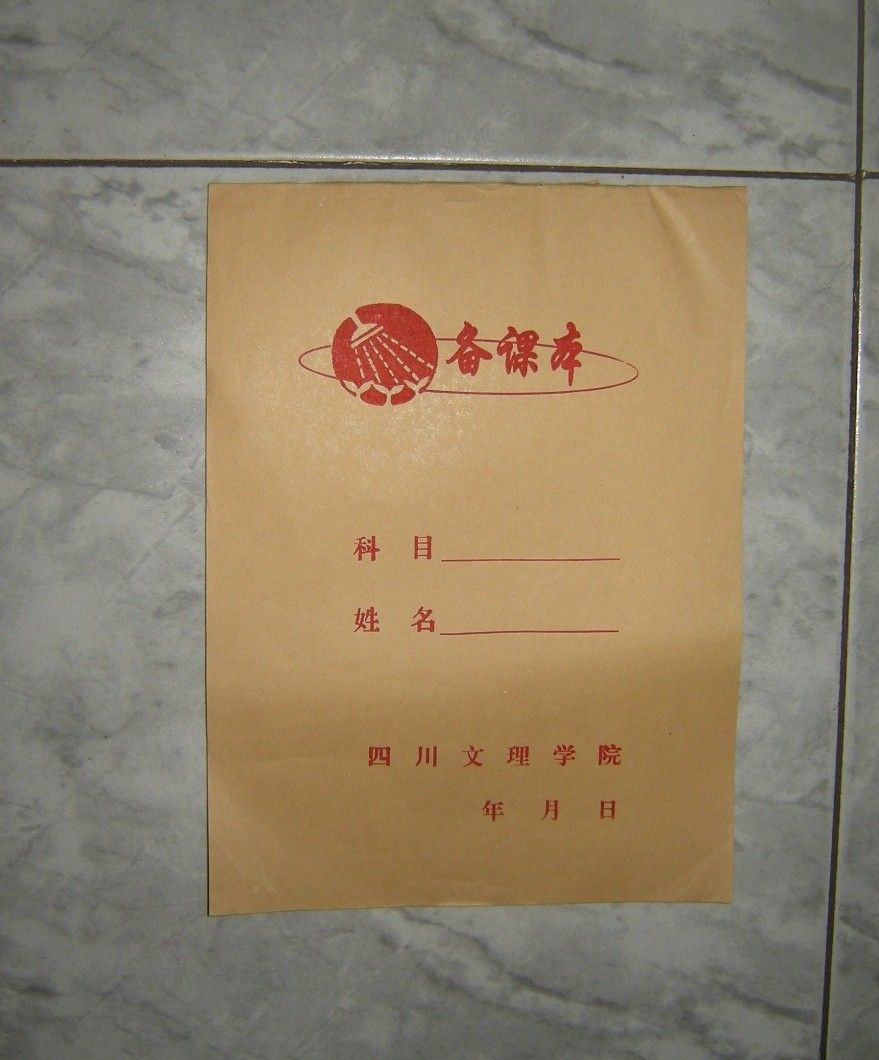 备课本
科 目
姓 名
四 川 文 理 学 院
年 月 日